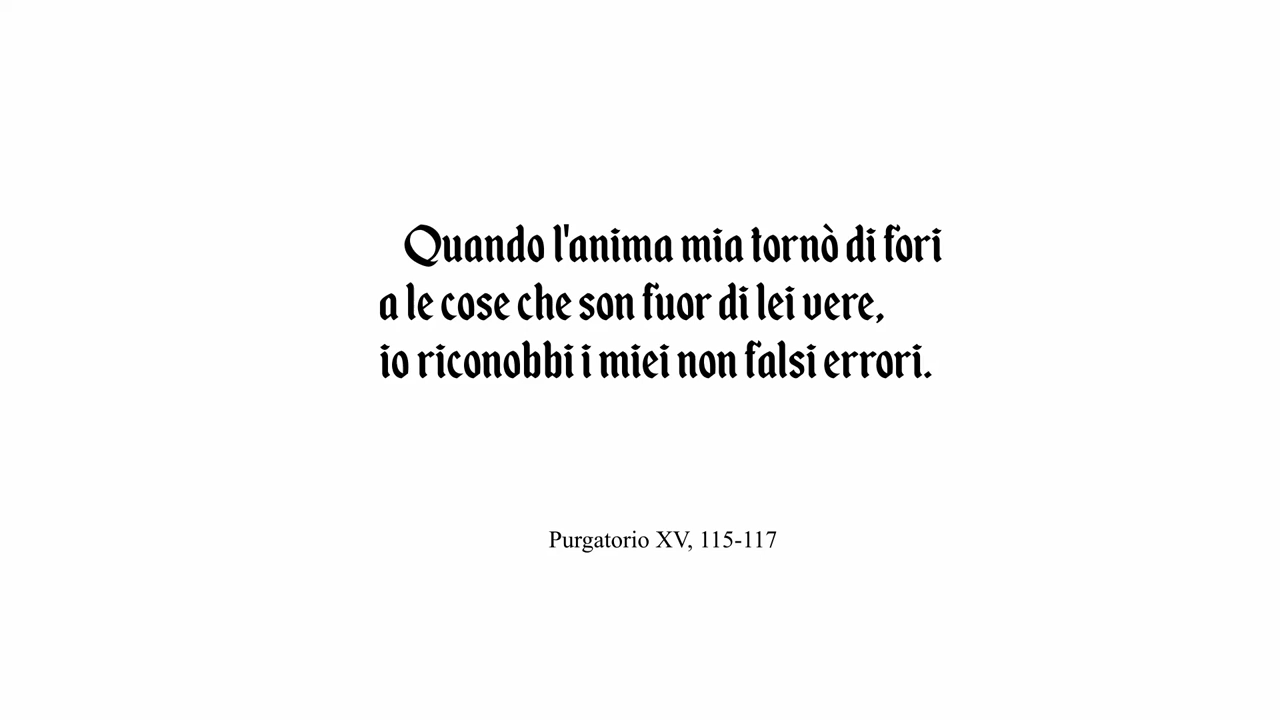 Quando l'anima mia tornò di fori
a le cose che son fuor di lei vere,
io riconobbi i miei non falsi errori.
Purgatorio XV, 115-117